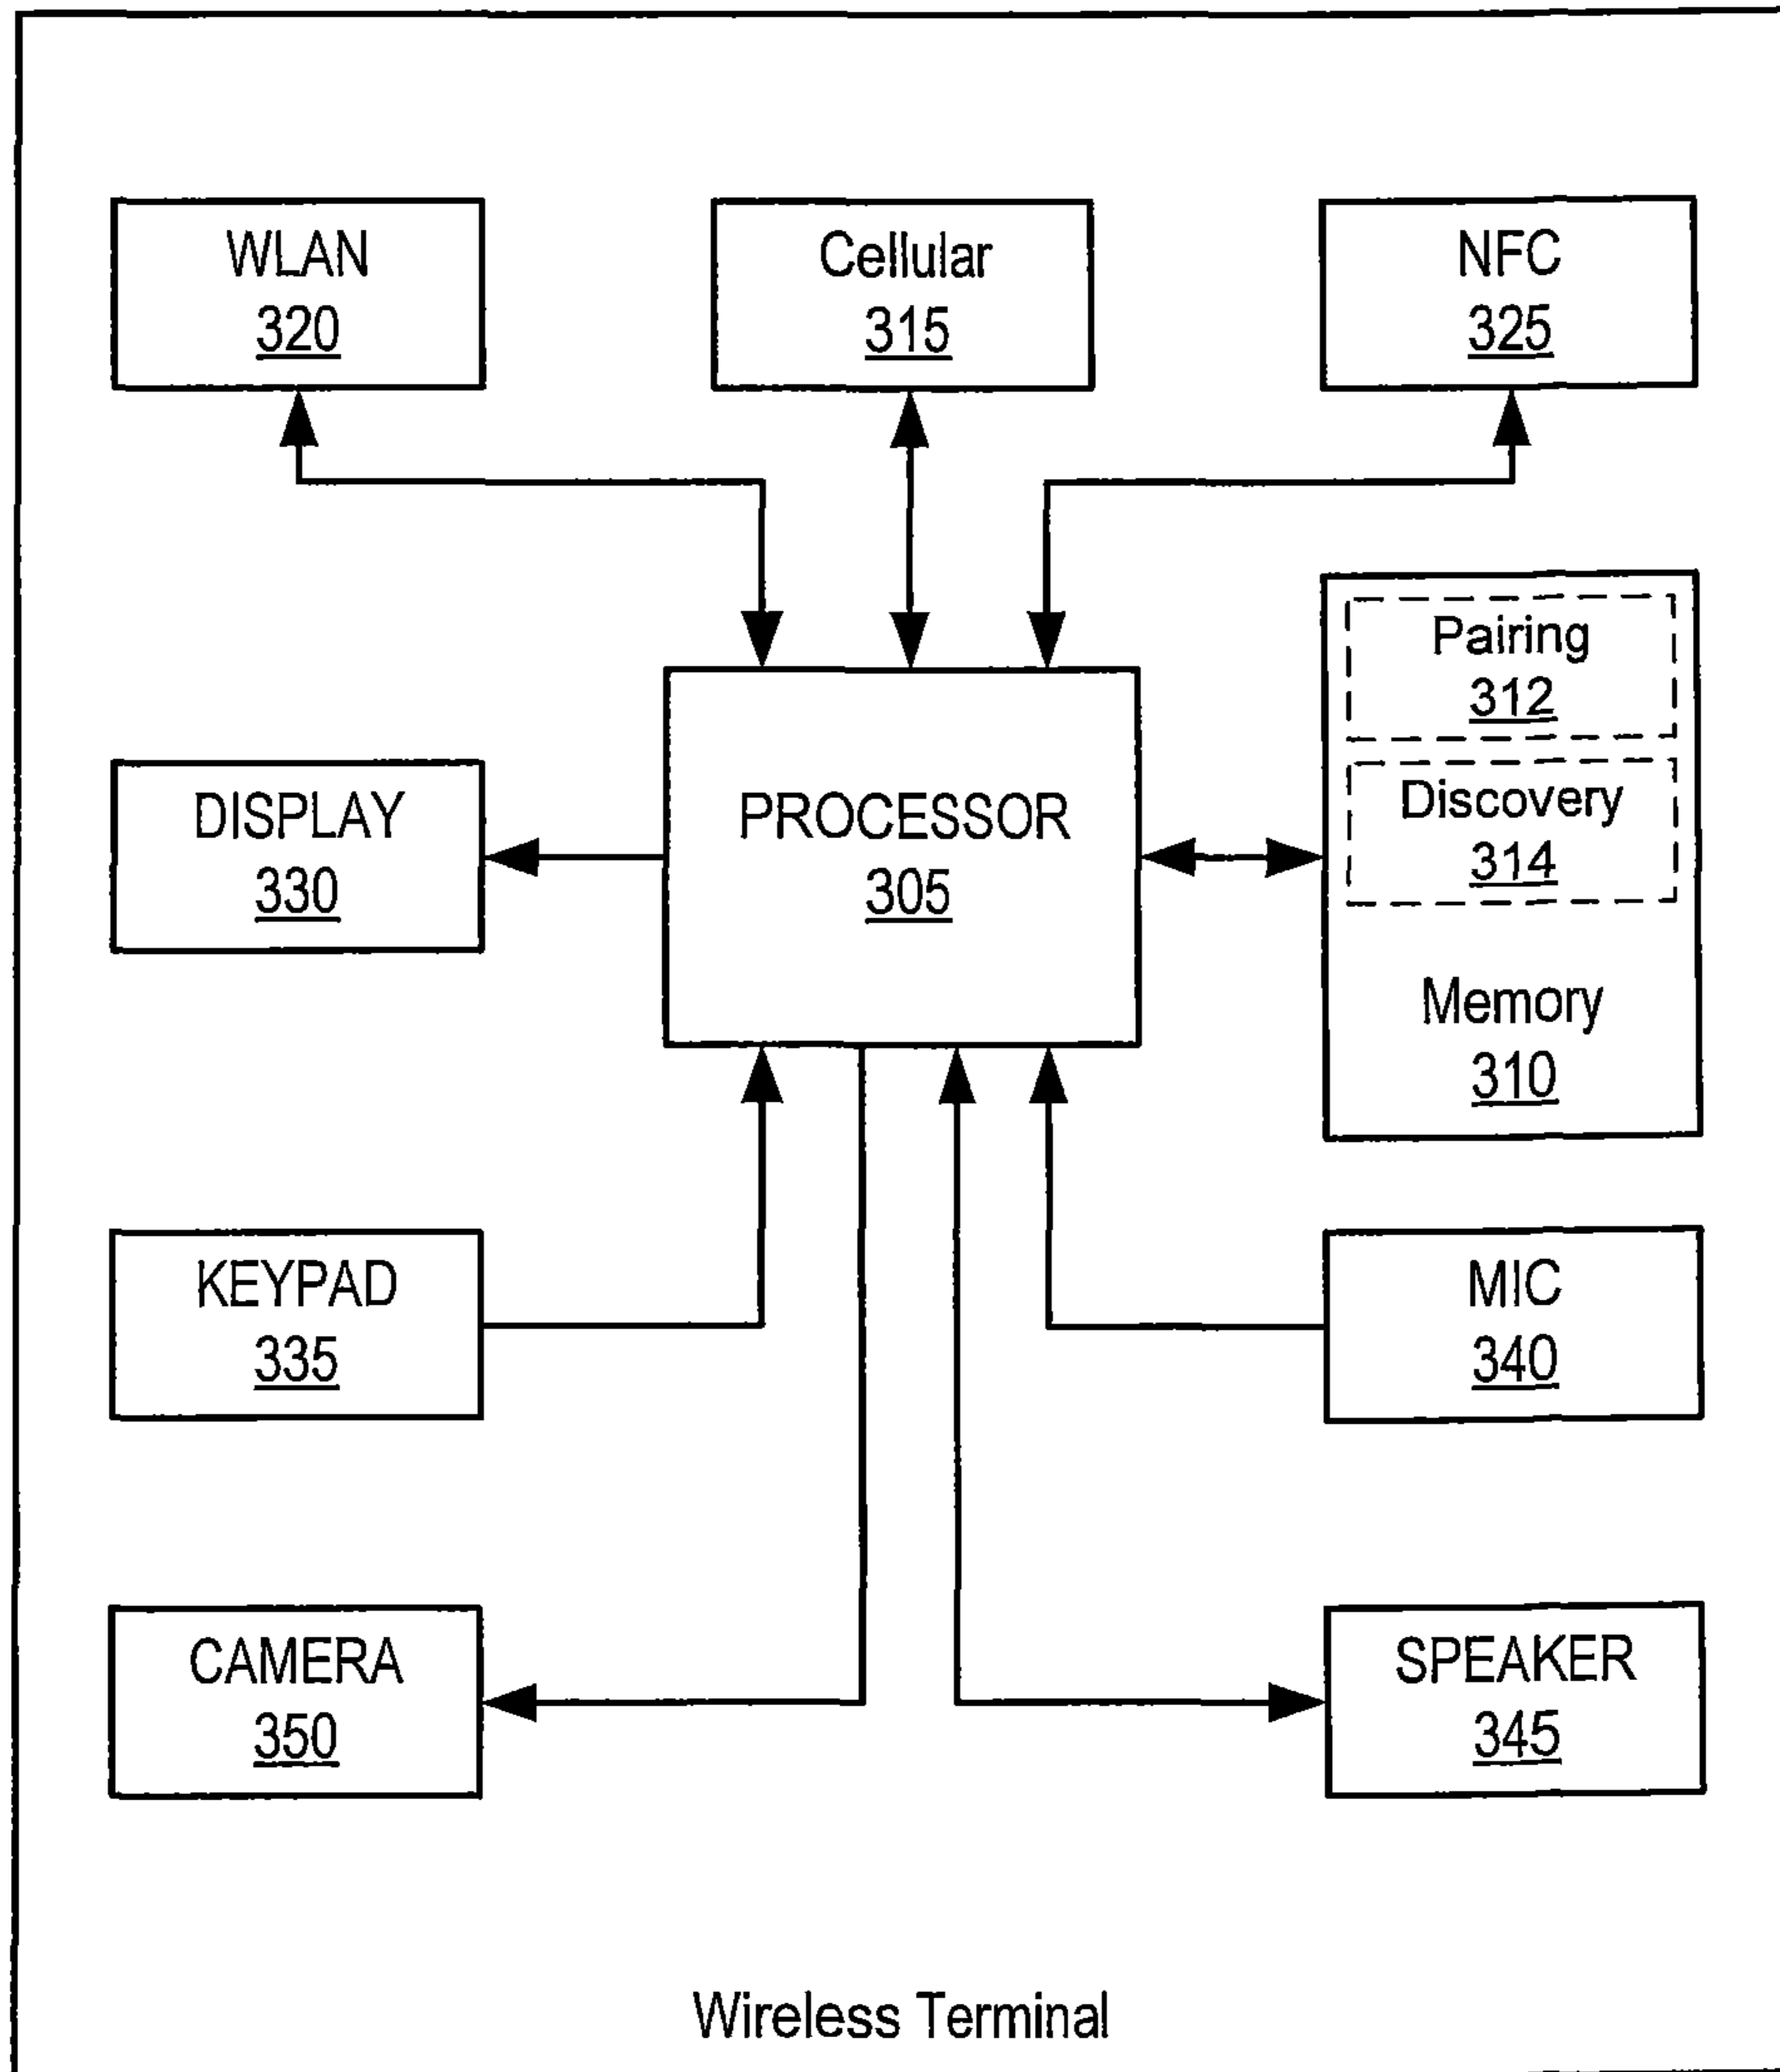 WLAN
320
Cellular
315
NFC
325
Pairing
312
Discovery
314
Memory
310
DISPLAY
330
PROCESSOR
305
KEYPAD
335
MIC
340
CAMERA
350
SPEAKER
345
Wireless Terminal